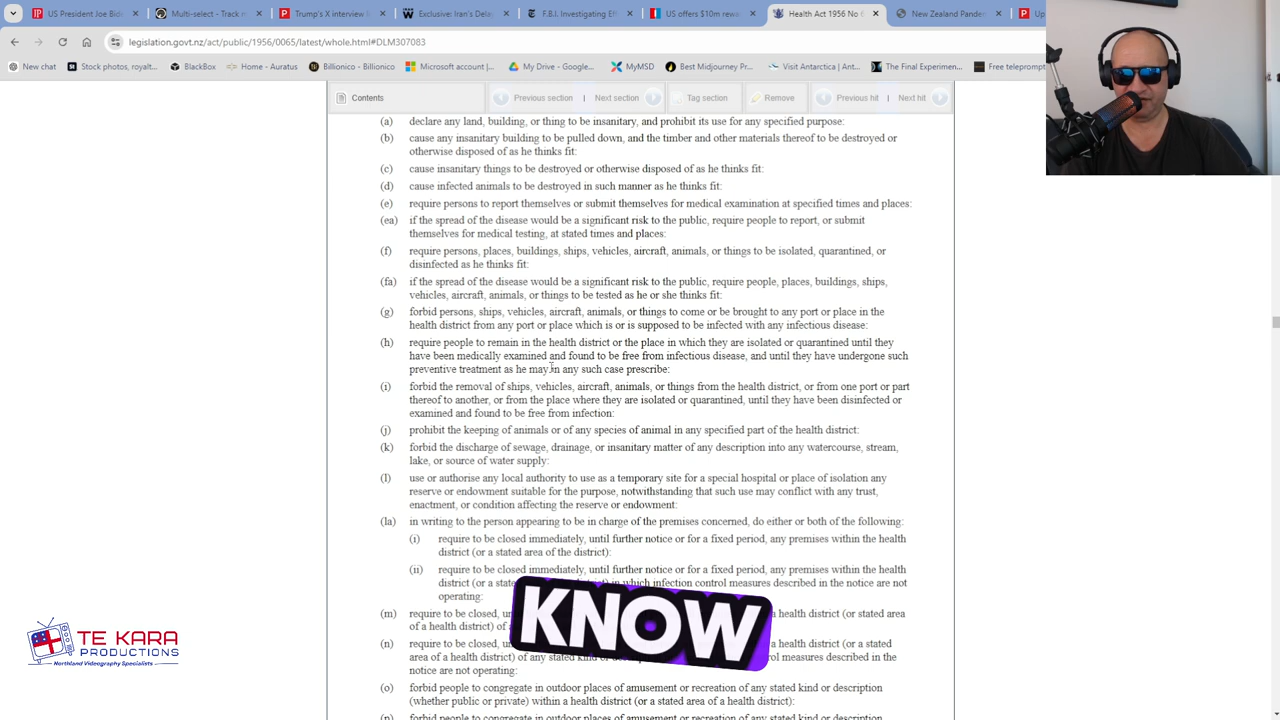 US President Joe Bid
Multi-select - Track m
Trump's X interview i
Exclusive: Iran's Dela
F.B.I. Investigating Ef
US offers $10m rewa
Health Act 1956 No 6
New Zealand Pandem
Up
legislation.govt.nz/act/public/1956/0065/latest/whole.html#DLM307083
New chat
Stock photos, royalt...
BlackBox
Home - Auratus
Billionico - Billionico
Microsoft account |...
My Drive - Google...
MyMSD
Best Midjourney Pr...
Visit Antarctica | Ant...
The Final Experimen...
Free teleprompt
Contents
Previous section
Next section
Tag section
Remove
Previous hit
Next hit
(a) declare any land, building, or thing to be insanitary, and prohibit its use for any specified purpose:
(b) cause any insanitary building to be pulled down, and the timber and other materials thereof to be destroyed or
otherwise disposed of as he thinks fit:
(c) cause insanitary things to be destroyed or otherwise disposed of as he thinks fit:
(d) cause infected animals to be destroyed in such manner as he thinks fit:
(e) require persons to report themselves or submit themselves for medical examination at specified times and places:
(ea) if the spread of the disease would be a significant risk to the public, require people to report, or submit
themselves for medical testing, at stated times and places:
(f) require persons, places, buildings, ships, vehicles, aircraft, animals, or things to be isolated, quarantined, or
disinfected as he thinks fit:
(fa) if the spread of the disease would be a significant risk to the public, require people, places, buildings, ships,
vehicles, aircraft, animals, or things to be tested as he or she thinks fit:
(g) forbid persons, ships, vehicles, aircraft, animals, or things to come or be brought to any port or place in the
health district from any port or place which is or is supposed to be infected with any infectious disease:
(h) require people to remain in the health district or the place in which they are isolated or quarantined until they
have been medically examined and found to be free from infectious disease, and until they have undergone such
preventive treatment as he may in any such case prescribe:
(i) forbid the removal of ships, vehicles, aircraft, animals, or things from the health district, or from one port or part
thereof to another, or from the place where they are isolated or quarantined, until they have been disinfected or
examined and found to be free from infection:
(j) prohibit the keeping of animals or of any species of animal in any specified part of the health district:
(k) forbid the discharge of sewage, drainage, or insanitary matter of any description into any watercourse, stream,
lake, or source of water supply:
(l) use or authorise any local authority to use as a temporary site for a special hospital or place of isolation any
reserve or endowment suitable for the purpose, notwithstanding that such use may conflict with any trust,
enactment, or condition affecting the reserve or endowment:
(la) in writing to the person appearing to be in charge of the premises concerned, do either or both of the following:
(i) require to be closed immediately, until further notice or for a fixed period, any premises within the health
district (or a stated area of the district):
(ii) require to be closed immediately, until further notice or for a fixed period, any premises within the health
district (or a in which infection control measures described in the notice are not
operating:
(m) require to be closed, a health district (or stated area
of a health district)
(n) require to be closed, a health district (or a stated
area of a health district) of any stated kind measures described in the
notice are not operating:
(o) forbid people to congregate in outdoor places of amusement or recreation of any stated kind or description
(whether public or private) within a health district (or a stated area of a health district):
KNOW
TE KARA
PRODUCTIONS
Northland Videography Specialists